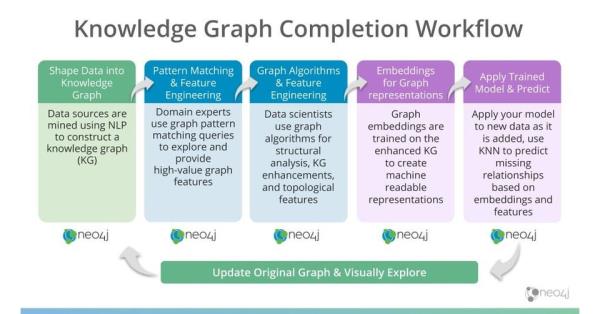 Knowledge Graph Completion Workflow
Shape Data into
Knowledge
Graph
Data sources are
mined using NLP
to construct a
knowledge graph
(KG)
Pattern Matching
& Feature
Engineering
Domain experts
use graph pattern
matching queries
to explore and
provide
high-value graph
features
Graph Algorithms
& Feature
Engineering
Data scientists
use graph
algorithms for
structural
analysis, KG
enhancements,
and topological
features
Embeddings
for Graph
representations
Graph
embeddings are
trained on the
enhanced KG
to create
machine
readable
representations
Apply Trained
Model & Predict
Apply your model
to new data as it
is added, use
KNN to predict
missing
relationships
based on
embeddings and
features
neo4j
neo4j
neo4j
neo4j
neo4j
Update Original Graph & Visually Explore
neo4j